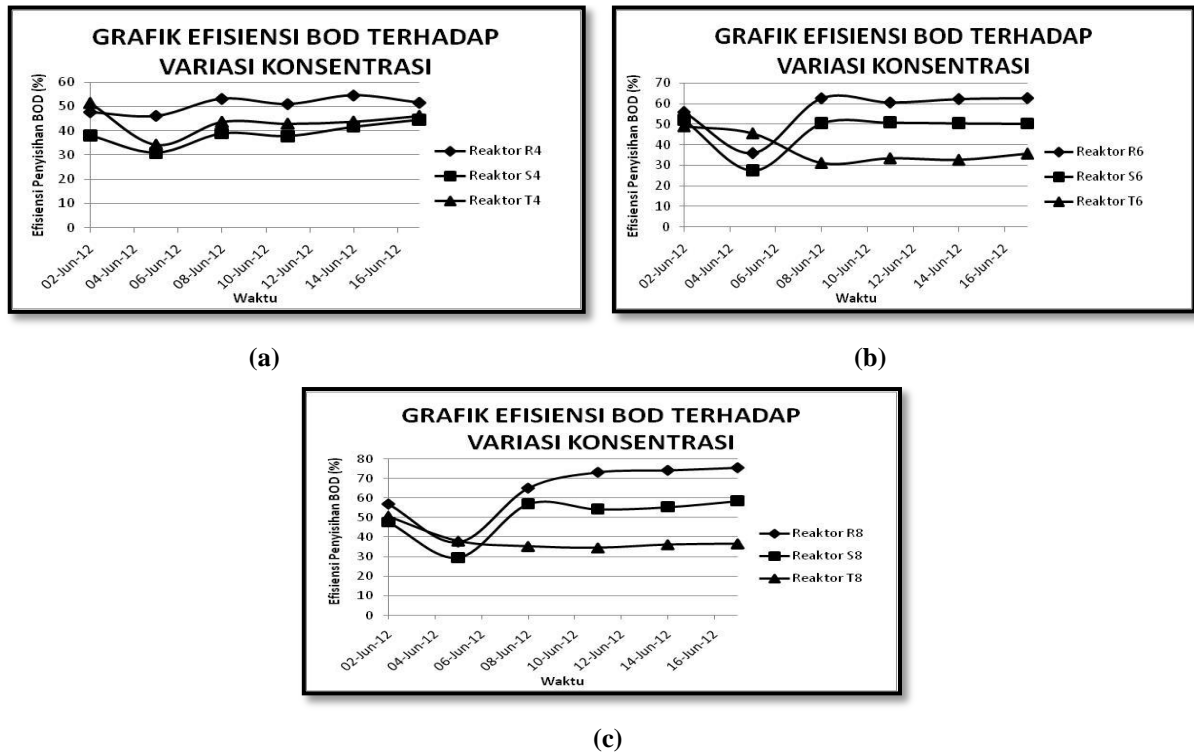 GRAFIK EFISIENSI BOD TERHADAP
VARIASI KONSENTRASI
Efisiensi Penyisihan BOD (%)
60
50
40
30
20
10
0
02-Jun-12
04-Jun-12
06-Jun-12
08-Jun-12
10-Jun-12
12-Jun-12
14-Jun-12
16-Jun-12
Waktu
Reaktor R4
Reaktor S4
Reaktor T4
(a)
GRAFIK EFISIENSI BOD TERHADAP
VARIASI KONSENTRASI
Efisiensi Penyisihan BOD (%)
70
60
50
40
30
20
10
0
02-Jun-12
04-Jun-12
06-Jun-12
08-Jun-12
10-Jun-12
12-Jun-12
14-Jun-12
16-Jun-12
Waktu
Reaktor R6
Reaktor S6
Reaktor T6
(b)
GRAFIK EFISIENSI BOD TERHADAP
VARIASI KONSENTRASI
Efisiensi Penyisihan BOD (%)
80
70
60
50
40
30
20
10
0
02-Jun-12
04-Jun-12
06-Jun-12
08-Jun-12
10-Jun-12
12-Jun-12
14-Jun-12
16-Jun-12
Waktu
Reaktor R8
Reaktor S8
Reaktor T8
(c)